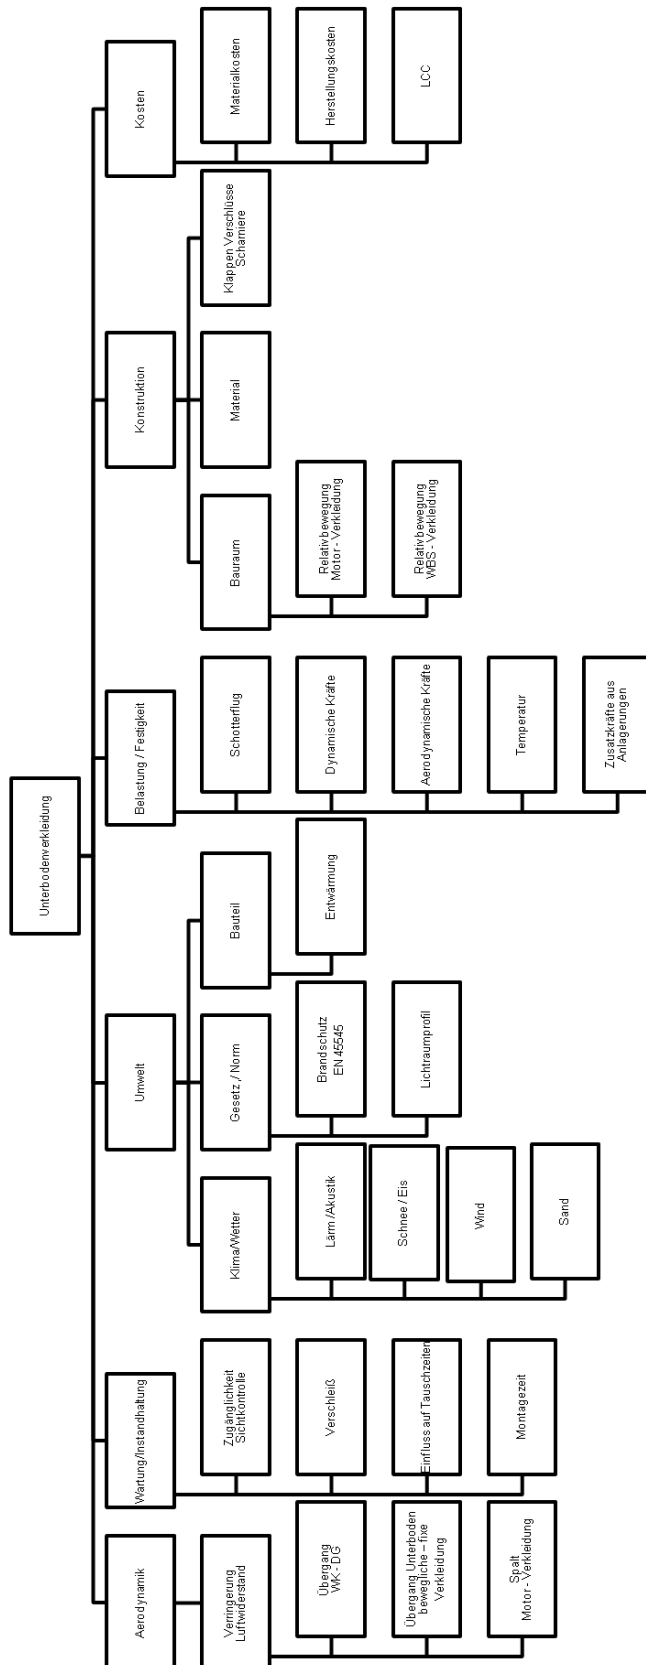 Unterbodenverkleidung
Aerodynamik
Verringerung
Luftwiderstand
Übergang
WK - DG
Übergang Unterboden
bewegliche – fixe
Verkleidung
Spalt
Motor - Verkleidung
Wartung/Instandhaltung
Zugänglichkeit
Sichtkontrolle
Verschleiß
Einfluss auf Tauschzeiten
Montagezeit
Umwelt
Klima/Wetter
Lärm /Akustik
Schnee / Eis
Wind
Sand
Gesetz ,/ Norm
Brandschutz
EN 45545
Lichtraumprofil
Bauteil
Entwärmung
Belastung / Festigkeit
Schotterflug
Dynamische Kräfte
Aerodynamische Kräfte
Temperatur
Zusatzkräfte aus
Anlagerungen
Konstruktion
Bauraum
Relativbewegung
Motor - Verkleidung
Relativbewegung
WBS - Verkleidung
Material
Klappen Verschlüsse
Scharniere
Kosten
Materialkosten
Herstellungskosten
LCC